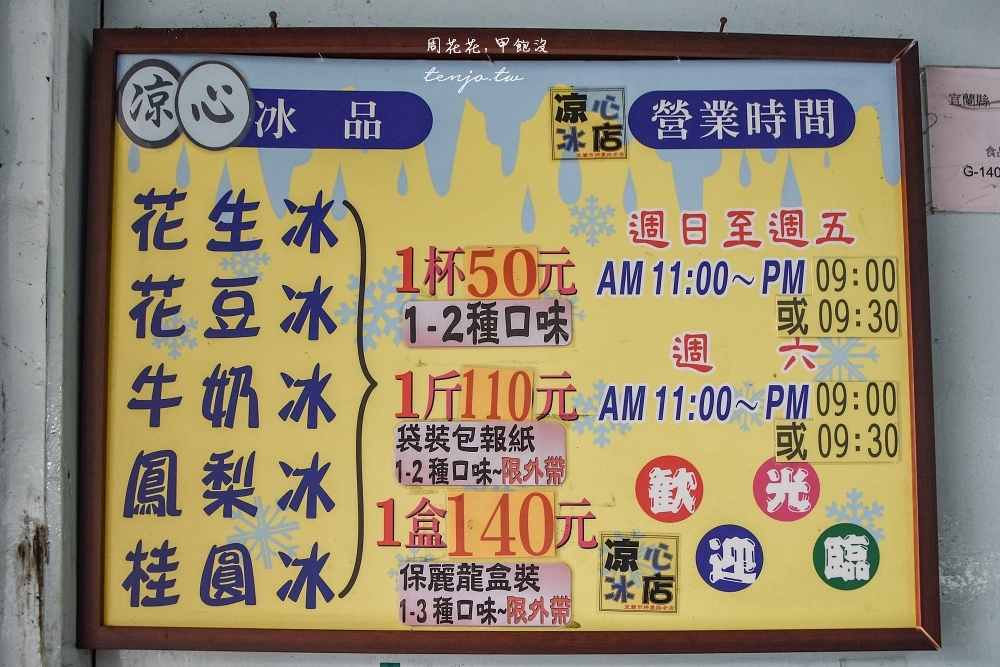 周花花,甲飽沒
tenjo.tw
涼心冰品
涼心冰店
營業時間
花生冰
花豆冰
牛奶冰
鳳梨冰
桂圓冰
1杯50元
1-2種口味
1斤110元
袋裝包報紙
1-2種口味~限外帶
1盒140元
保麗龍盒裝
1-3種口味~限外帶
週日至週五
AM 11:00~PM 09:00
或 09:30
週六
AM 11:00~PM 09:00
或 09:30
歡光
迎臨
涼心冰店
宜蘭縣
食品
G-140